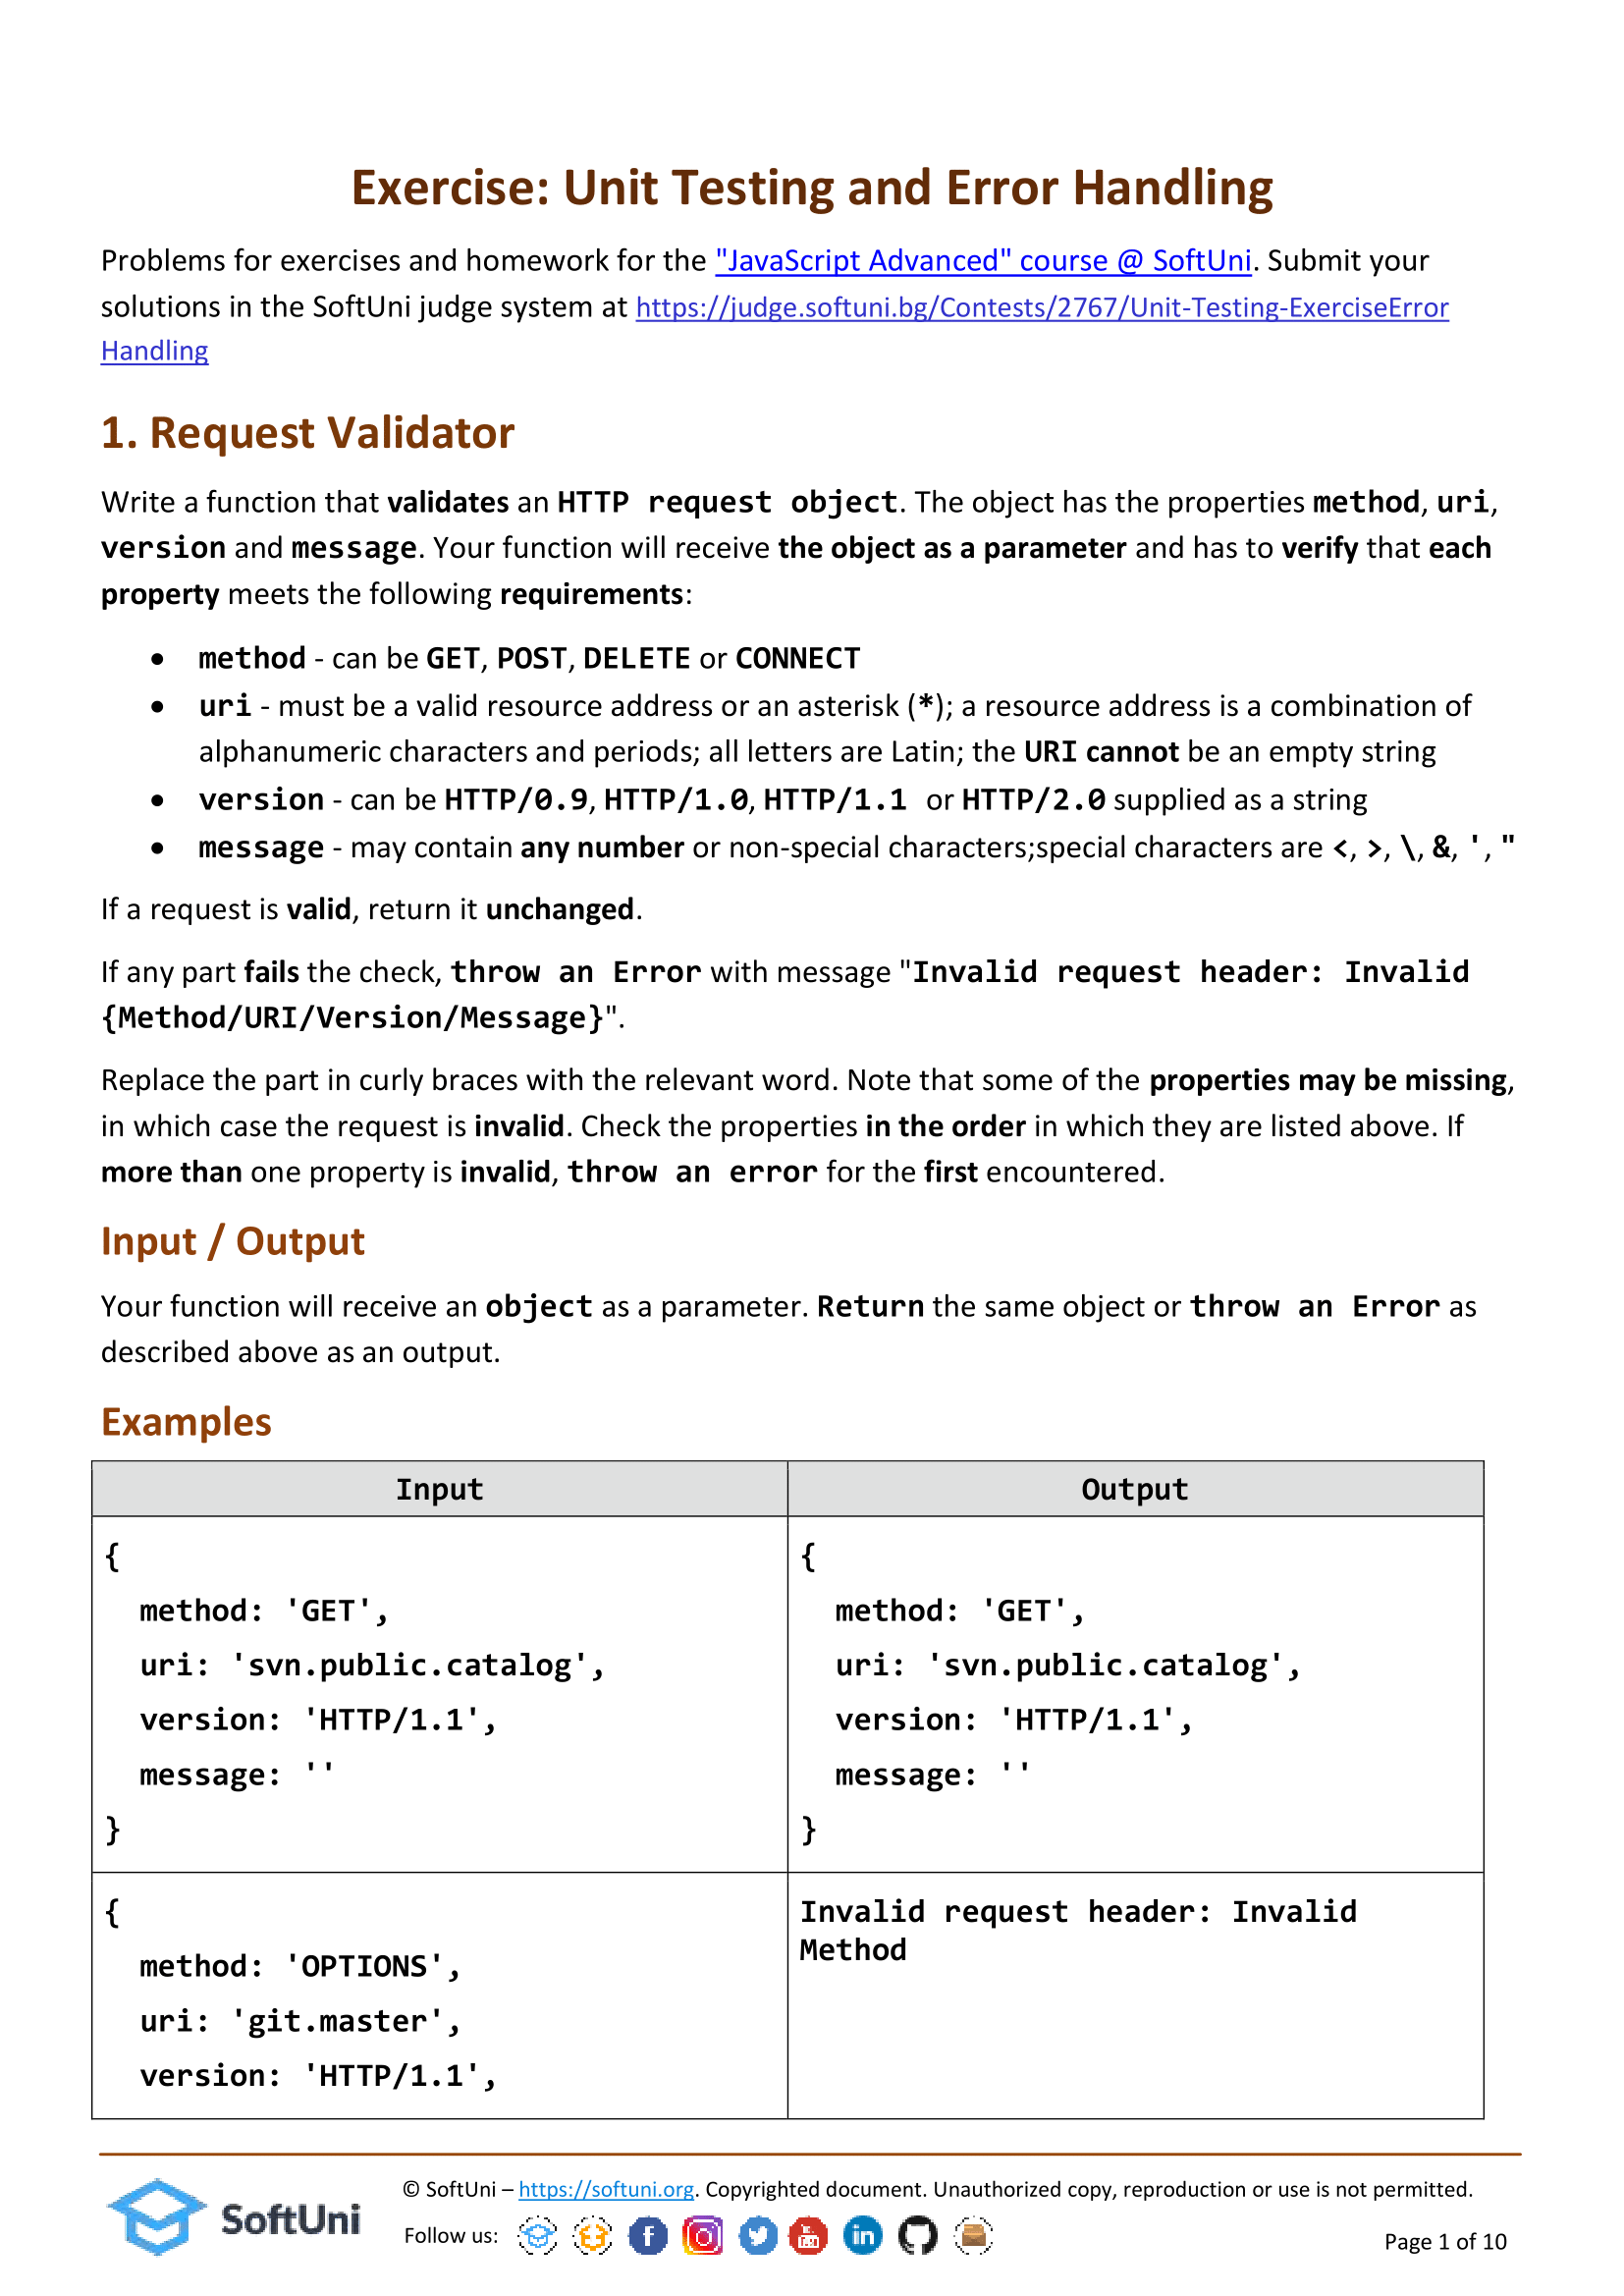 Exercise: Unit Testing and Error Handling
Problems for exercises and homework for the "JavaScript Advanced" course @ SoftUni. Submit your
solutions in the SoftUni judge system at https://judge.softuni.bg/Contests/2767/Unit-Testing-ExerciseError
Handling
1. Request Validator
Write a function that validates an HTTP request object. The object has the properties method, uri,
version and message. Your function will receive the object as a parameter and has to verify that each
property meets the following requirements:
• method - can be GET, POST, DELETE or CONNECT
• uri - must be a valid resource address or an asterisk (*); a resource address is a combination of
alphanumeric characters and periods; all letters are Latin; the URI cannot be an empty string
• version - can be HTTP/0.9, HTTP/1.0, HTTP/1.1 or HTTP/2.0 supplied as a string
• message - may contain any number or non-special characters;special characters are <, >, \, &, ', "
If a request is valid, return it unchanged.
If any part fails the check, throw an Error with message "Invalid request header: Invalid
{Method/URI/Version/Message}".
Replace the part in curly braces with the relevant word. Note that some of the properties may be missing,
in which case the request is invalid. Check the properties in the order in which they are listed above. If
more than one property is invalid, throw an error for the first encountered.
Input / Output
Your function will receive an object as a parameter. Return the same object or throw an Error as
described above as an output.
Examples
Input
Output
{
method: 'GET',
uri: 'svn.public.catalog',
version: 'HTTP/1.1',
message: ''
}
{
method: 'GET',
uri: 'svn.public.catalog',
version: 'HTTP/1.1',
message: ''
}
{
method: 'OPTIONS',
uri: 'git.master',
version: 'HTTP/1.1',
Invalid request header: Invalid
Method
SoftUni
© SoftUni – https://softuni.org. Copyrighted document. Unauthorized copy, reproduction or use is not permitted.
Follow us:
Page 1 of 10